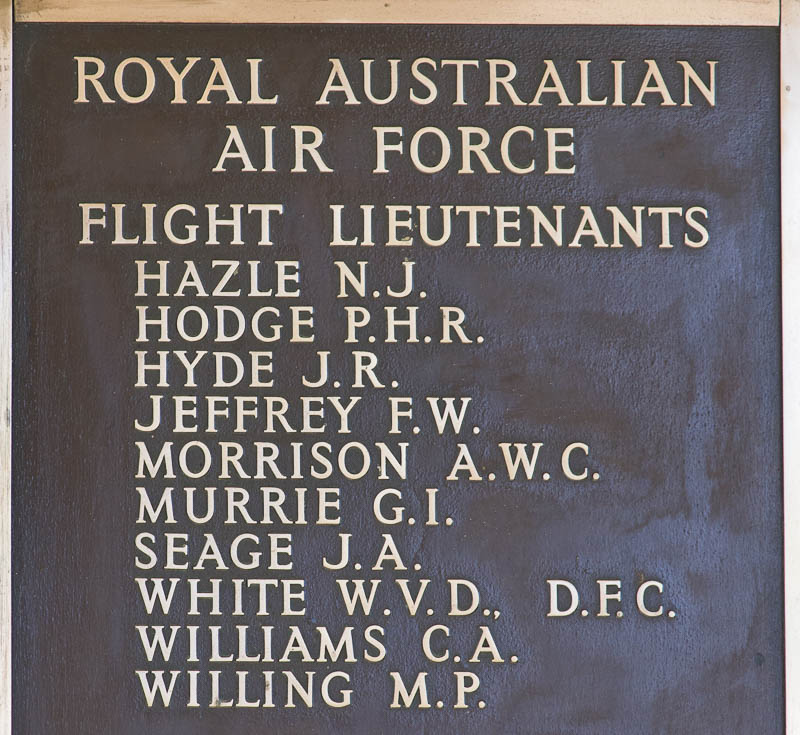 ROYAL AUSTRALIAN
AIR FORCE
FLIGHT LIEUTENANTS
HAZLE N.J.
HODGE P.H.R.
HYDE J.R.
JEFFREY F.W.
MORRISON A.W.C.
MURRIE G.I.
SEAGE J.A.
WHITE W.V.D., D.F.C.
WILLIAMS C.A.
WILLING M.P.